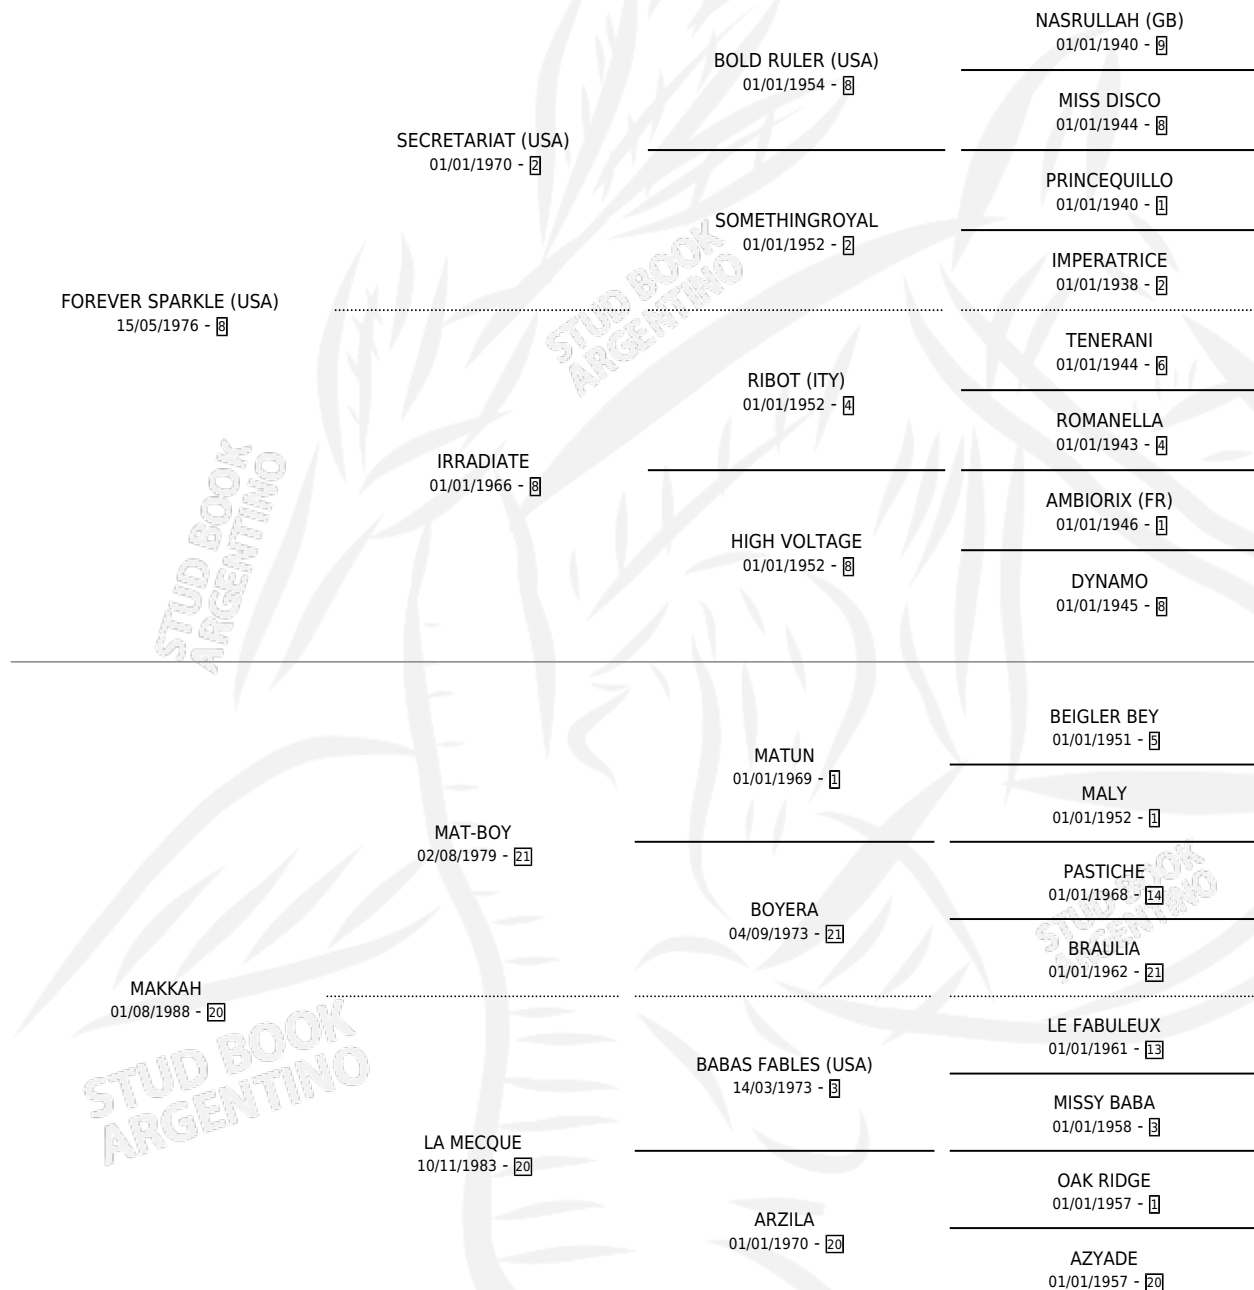 NASRULLAH (GB)
01/01/1940 - 9
BOLD RULER (USA)
01/01/1954 - 8
MISS DISCO
01/01/1944 - 8
SECRETARIAT (USA)
01/01/1970 - 2
PRINCEQUILLO
01/01/1940 - 1
SOMETHINGROYAL
01/01/1952 - 2
IMPERATRICE
01/01/1938 - 2
FOREVER SPARKLE (USA)
15/05/1976 - 8
TENERANI
01/01/1944 - 6
RIBOT (ITY)
01/01/1952 - 4
ROMANELLA
01/01/1943 - 4
IRRADIATE
01/01/1966 - 8
AMBIORIX (FR)
01/01/1946 - 1
HIGH VOLTAGE
01/01/1952 - 8
DYNAMO
01/01/1945 - 8
BEIGLER BEY
01/01/1951 - 5
MATUN
01/01/1969 - 1
MALY
01/01/1952 - 1
MAT-BOY
02/08/1979 - 21
PASTICHE
01/01/1968 - 14
BOYERA
04/09/1973 - 21
BRAULIA
01/01/1962 - 21
MAKKAH
01/08/1988 - 20
LE FABULEUX
01/01/1961 - 13
BABAS FABLES (USA)
14/03/1973 - 3
MISSY BABA
01/01/1958 - 3
LA MECQUE
10/11/1983 - 20
OAK RIDGE
01/01/1957 - 1
ARZILA
01/01/1970 - 20
AZYADE
01/01/1957 - 20
STUD BOOK
ARGENTINO
STUD BOOK
ARGENTINO
STUD BOOK
ARGENTINO
STUD BOOK
ARGENTINO